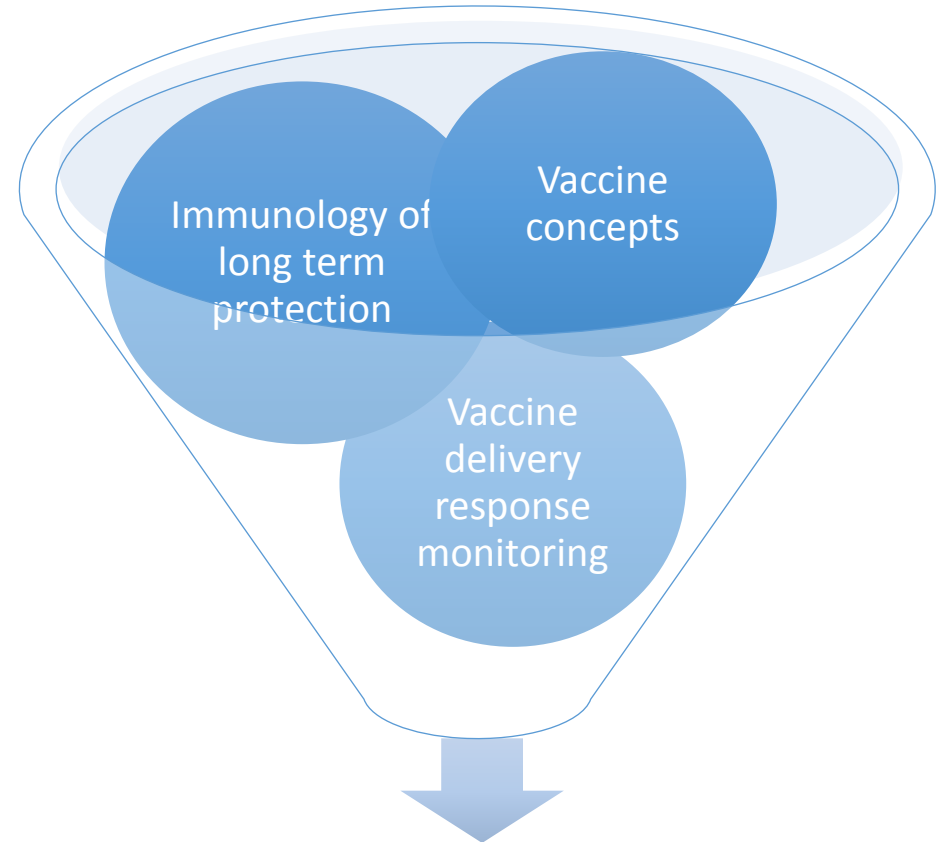 Immunology of
long term
protection
Vaccine
concepts
Vaccine
delivery
response
monitoring